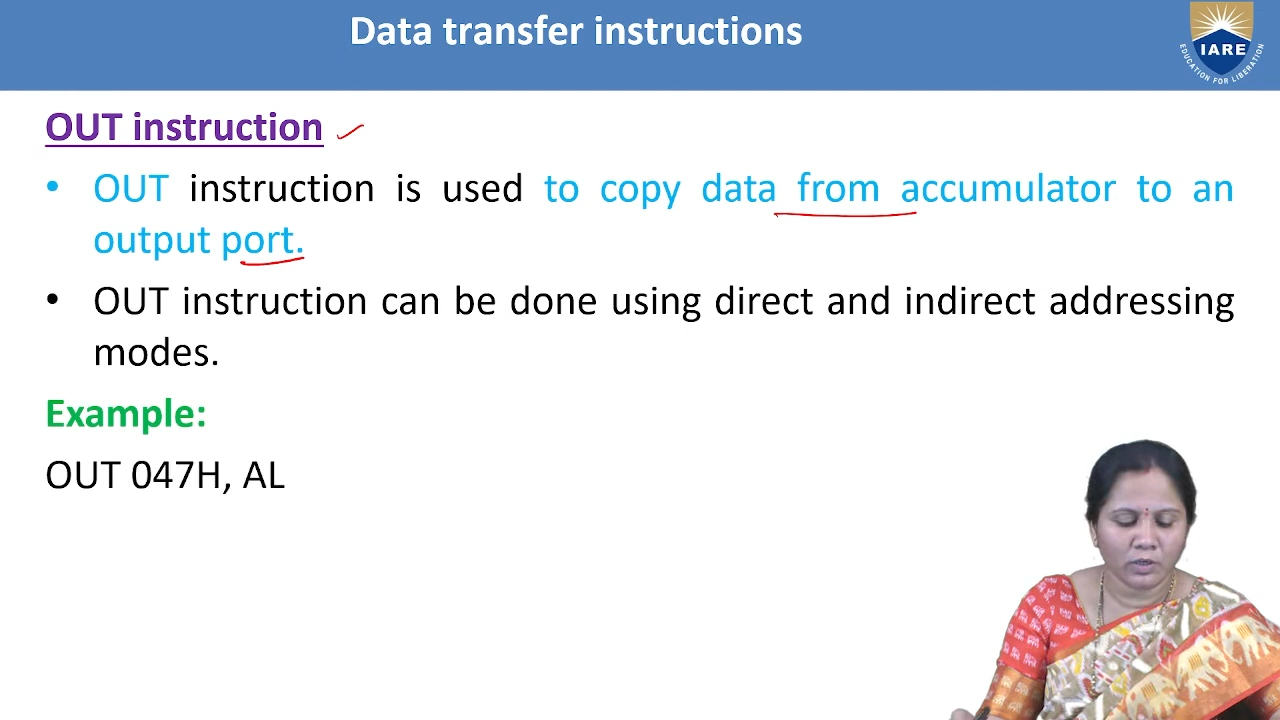 Data transfer instructions
IARE
EDUCATION FOR LIBERATION
OUT instruction
• OUT instruction is used to copy data from accumulator to an
output port.
• OUT instruction can be done using direct and indirect addressing
modes.
Example:
OUT 047H, AL